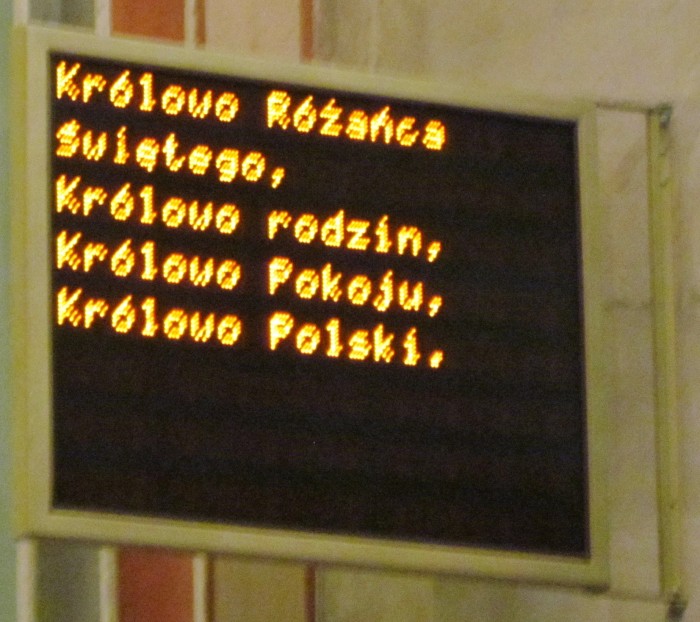 Królowo Różańca
świętego,
Królowo rodzin,
Królowo Pokoju,
Królowo Polski,